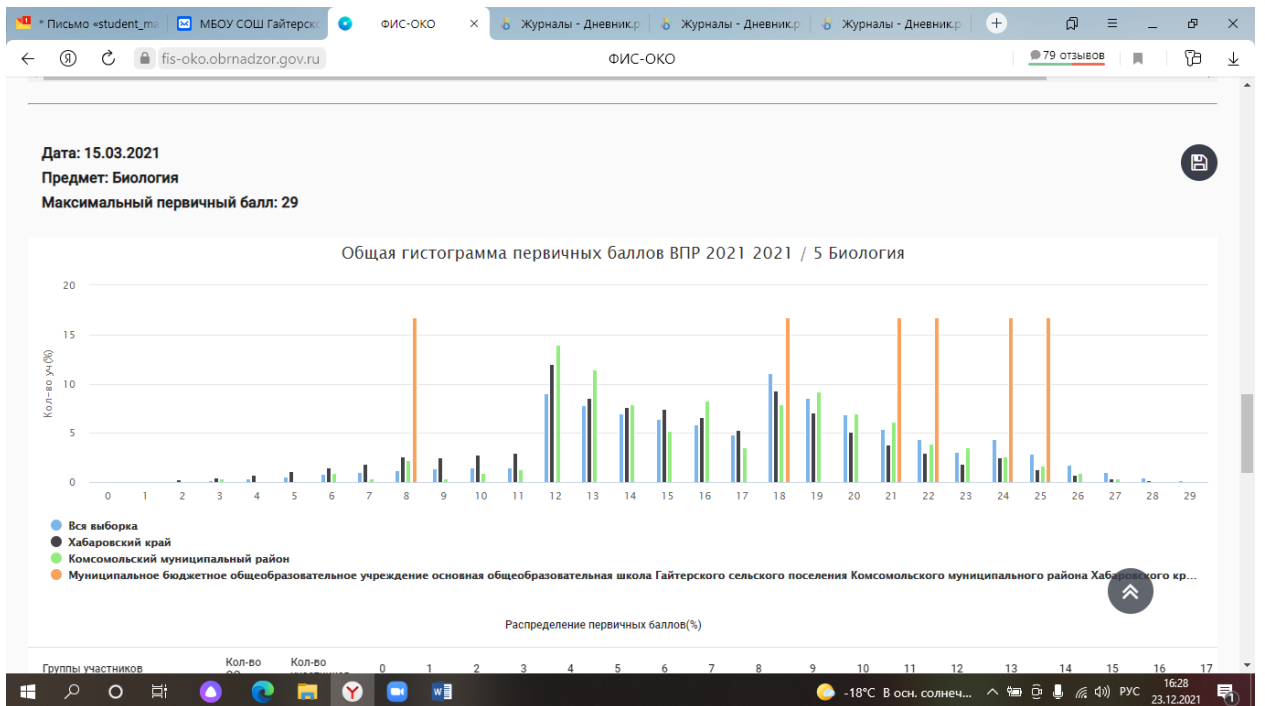 * Письмо «student_ma
МБОУ СОШ Гайтерско
ФИС-ОКО
Журналы - Дневник.р
Журналы - Дневник.р
Журналы - Дневник.р
fis-oko.obrnadzor.gov.ru
ФИС-ОКО
79 отзывов
Дата: 15.03.2021
Предмет: Биология
Максимальный первичный балл: 29
Общая гистограмма первичных баллов ВПР 2021 2021 / 5 Биология
Кол-во уч(%)
20
15
10
5
0
0 1 2 3 4 5 6 7 8 9 10 11 12 13 14 15 16 17 18 19 20 21 22 23 24 25 26 27 28 29
Вся выборка
Хабаровский край
Комсомольский муниципальный район
Муниципальное бюджетное общеобразовательное учреждение основная общеобразовательная школа Гайтерского сельского поселения Комсомольского муниципального района Хабаровского кр...
Распределение первичных баллов(%)
Группы участников Кол-во Кол-во 0 1 2 3 4 5 6 7 8 9 10 11 12 13 14 15 16 17
-18°C В осн. солнеч... РУС 16:28
23.12.2021